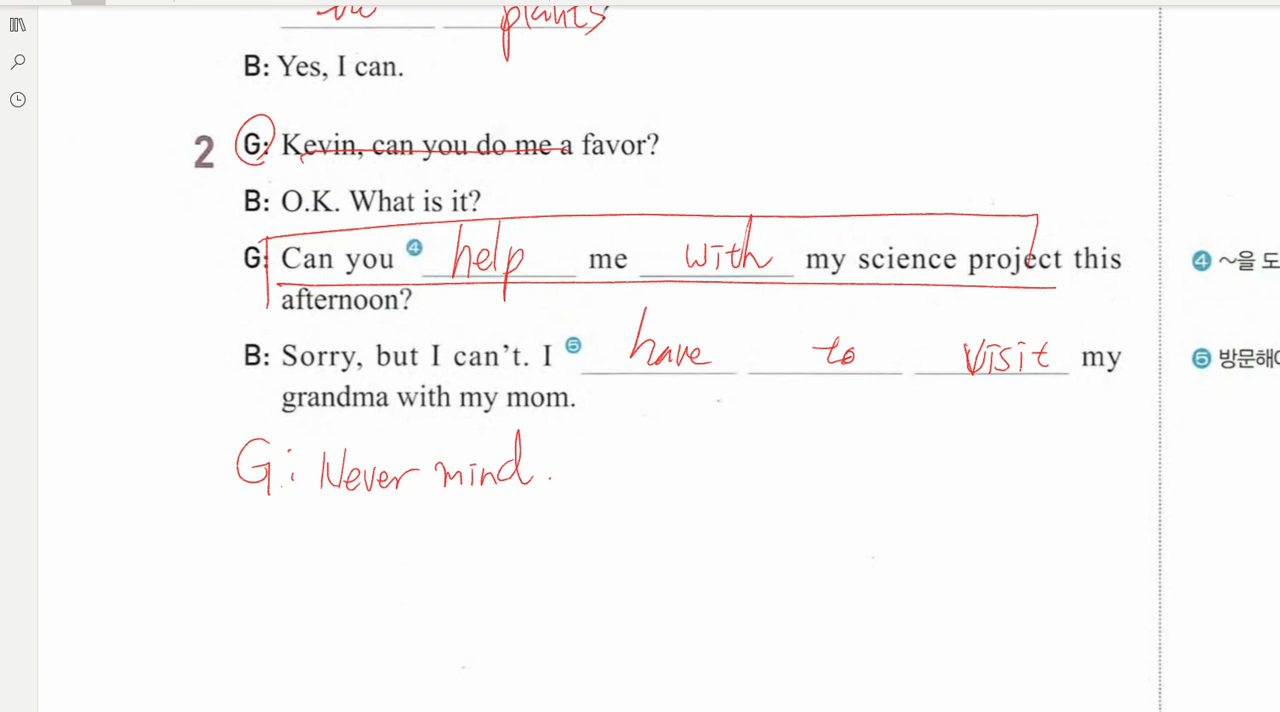 plants
B: Yes, I can.
2 G: Kevin, can you do me a favor?
B: O.K. What is it?
G: Can you ④ help me with my science project this
④ ~을 도
afternoon?
B: Sorry, but I can't. I ⑤ have to visit my
⑤ 방문해야
grandma with my mom.
G: Never mind.